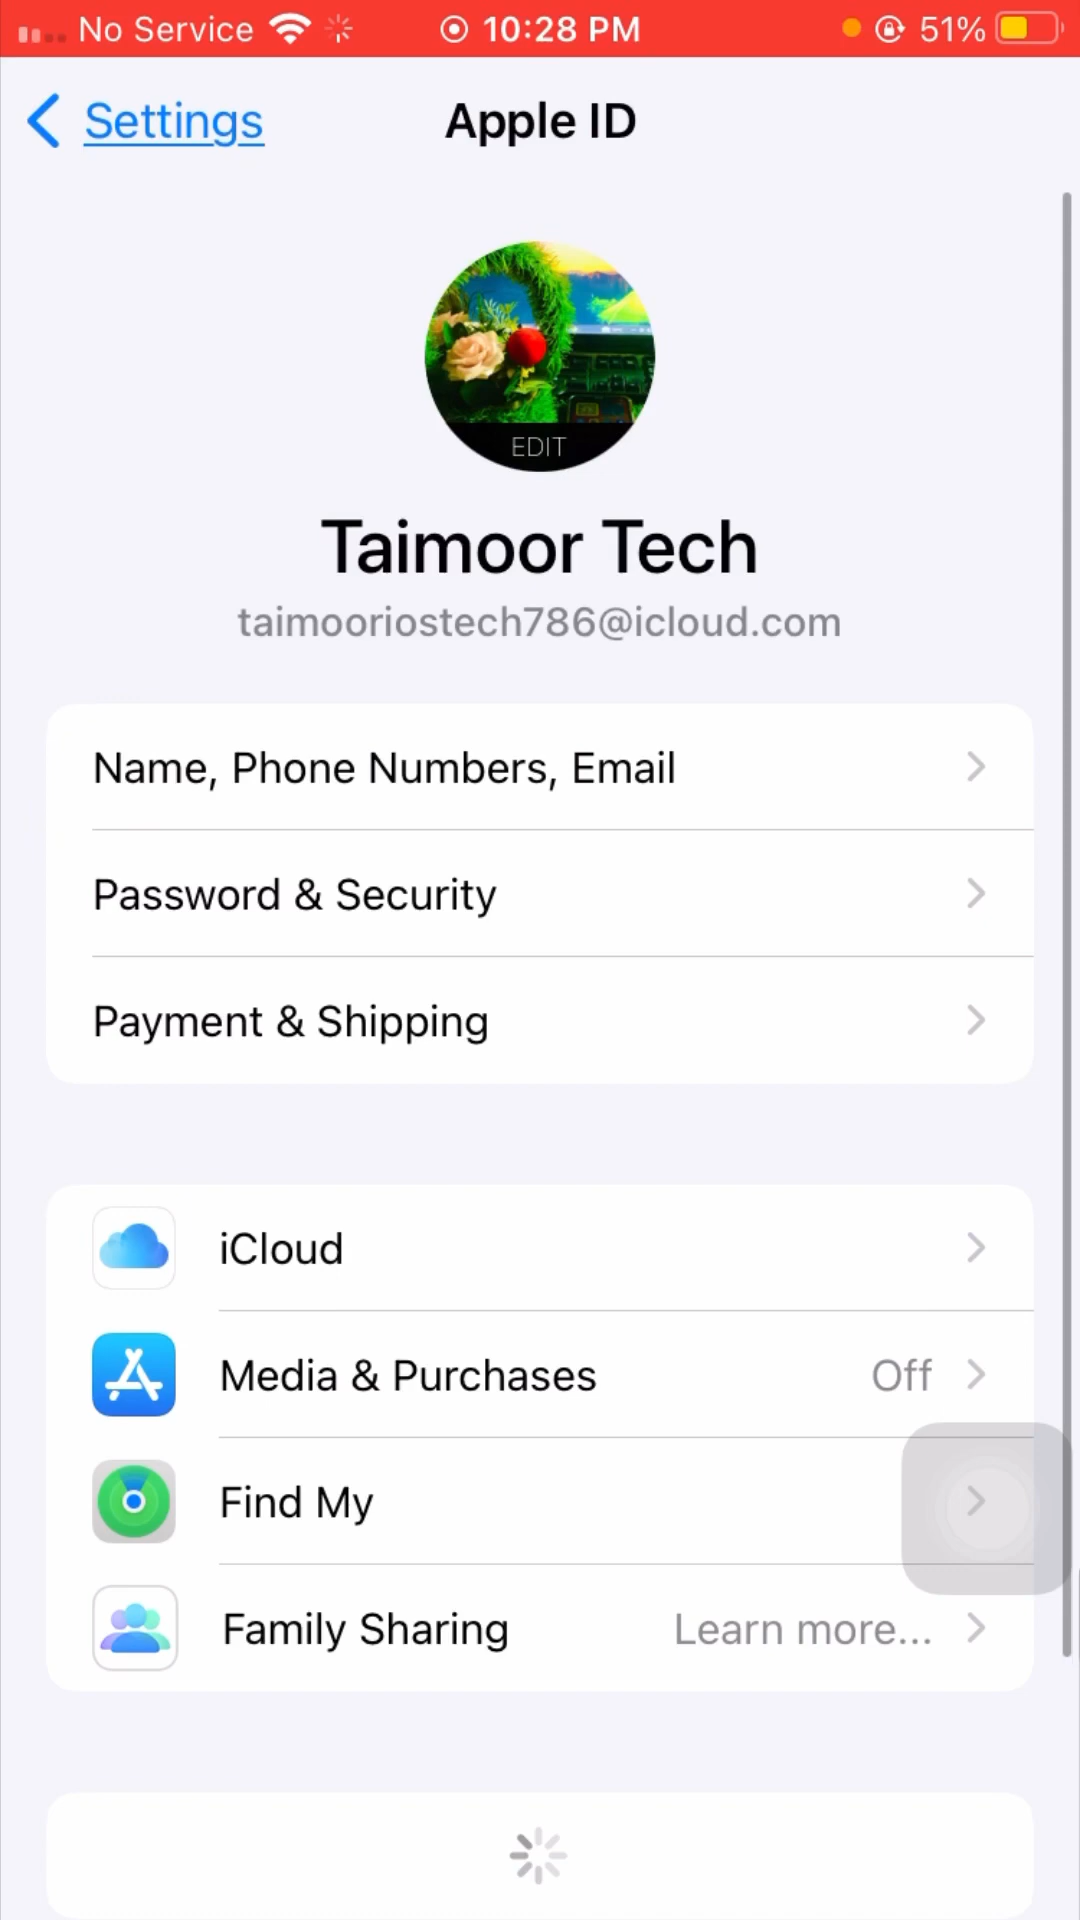 No Service 10:28 PM 51%
Settings Apple ID
EDIT
Taimoor Tech
taimooriostech786@icloud.com
Name, Phone Numbers, Email
Password & Security
Payment & Shipping
iCloud
Media & Purchases Off
Find My
Family Sharing Learn more...